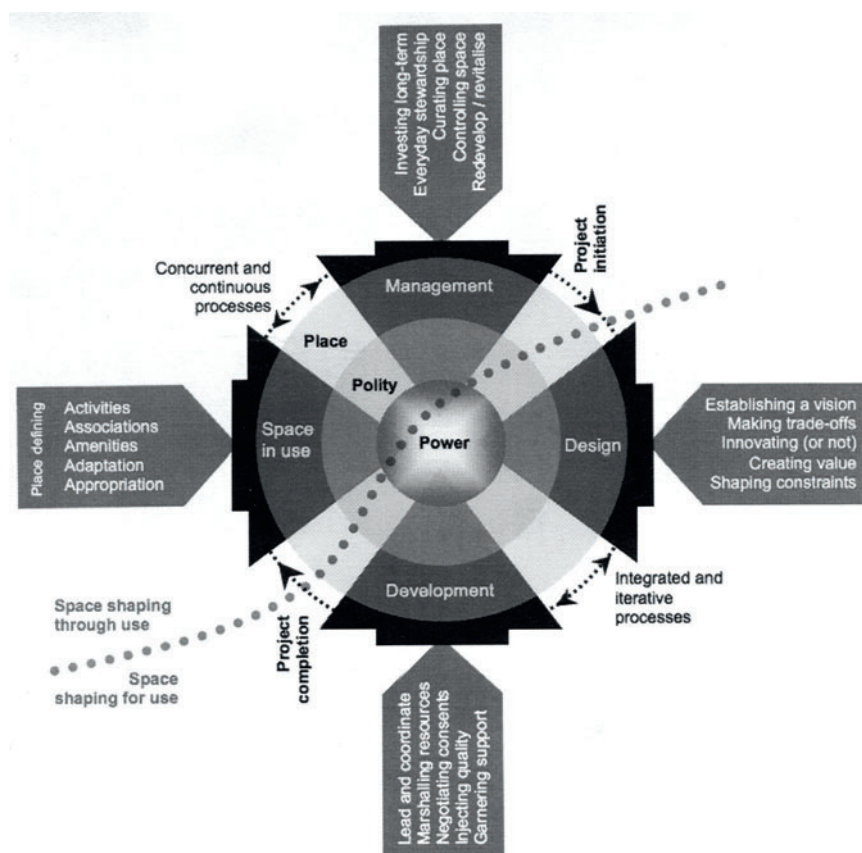 Investing long-term
Everyday stewardship
Curating place
Controlling space
Redevelop / revitalise
Project
initiation
Concurrent and
continuous
processes
Management
Place
Polity
Place defining
Activities
Associations
Amenities
Adaptation
Appropriation
Space
in use
Power
Design
Establishing a vision
Making trade-offs
Innovating (or not)
Creating value
Shaping constraints
Development
Integrated and
iterative
processes
Space shaping
through use
Project
completion
Space
shaping for use
Lead and coordinate
Marshalling resources
Negotiating consents
Injecting quality
Garnering support